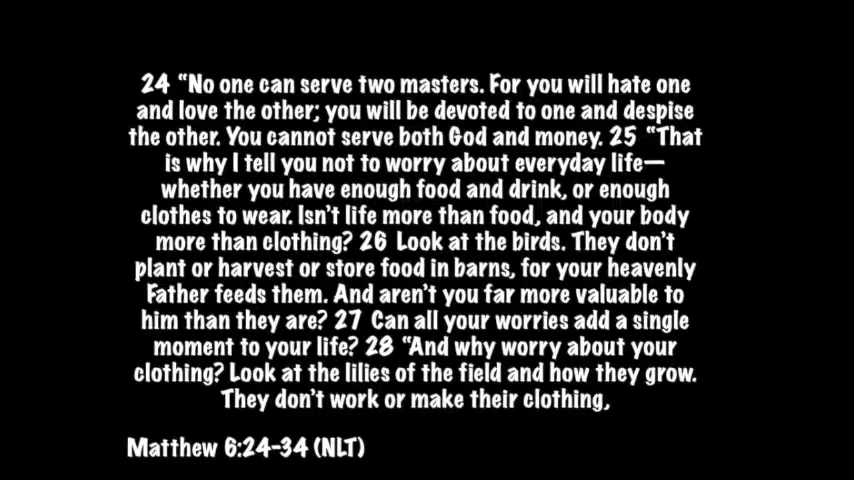 24 “No one can serve two masters. For you will hate one
and love the other; you will be devoted to one and despise
the other. You cannot serve both God and money. 25 “That
is why I tell you not to worry about everyday life—
whether you have enough food and drink, or enough
clothes to wear. Isn’t life more than food, and your body
more than clothing? 26 Look at the birds. They don’t
plant or harvest or store food in barns, for your heavenly
Father feeds them. And aren’t you far more valuable to
him than they are? 27 Can all your worries add a single
moment to your life? 28 “And why worry about your
clothing? Look at the lilies of the field and how they grow.
They don’t work or make their clothing,
Matthew 6:24-34 (NLT)